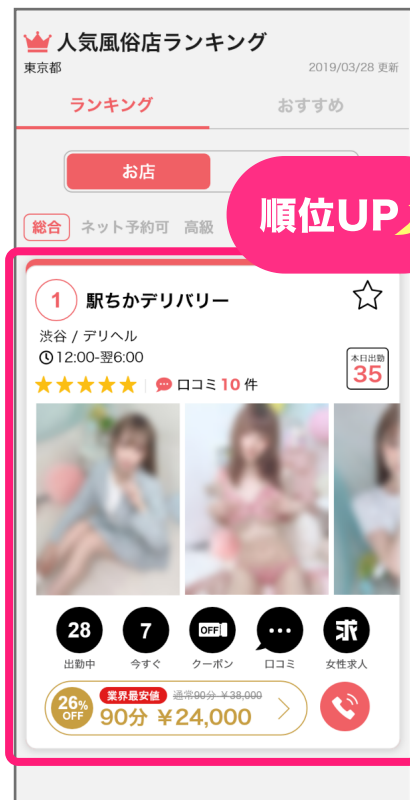 人気風俗店ランキング
東京都
2019/03/28 更新
ランキング
おすすめ
お店
順位UP
総合 ネット予約可 高級
1 駅ちかデリバリー
渋谷 / デリヘル
12:00-翌6:00
本日出勤
35
口コミ 10 件
28
7
OFF
求
出勤中
今すぐ
クーポン
口コミ
女性求人
26%
OFF
業界最安値 通常90分 ¥38,000
90分 ¥24,000